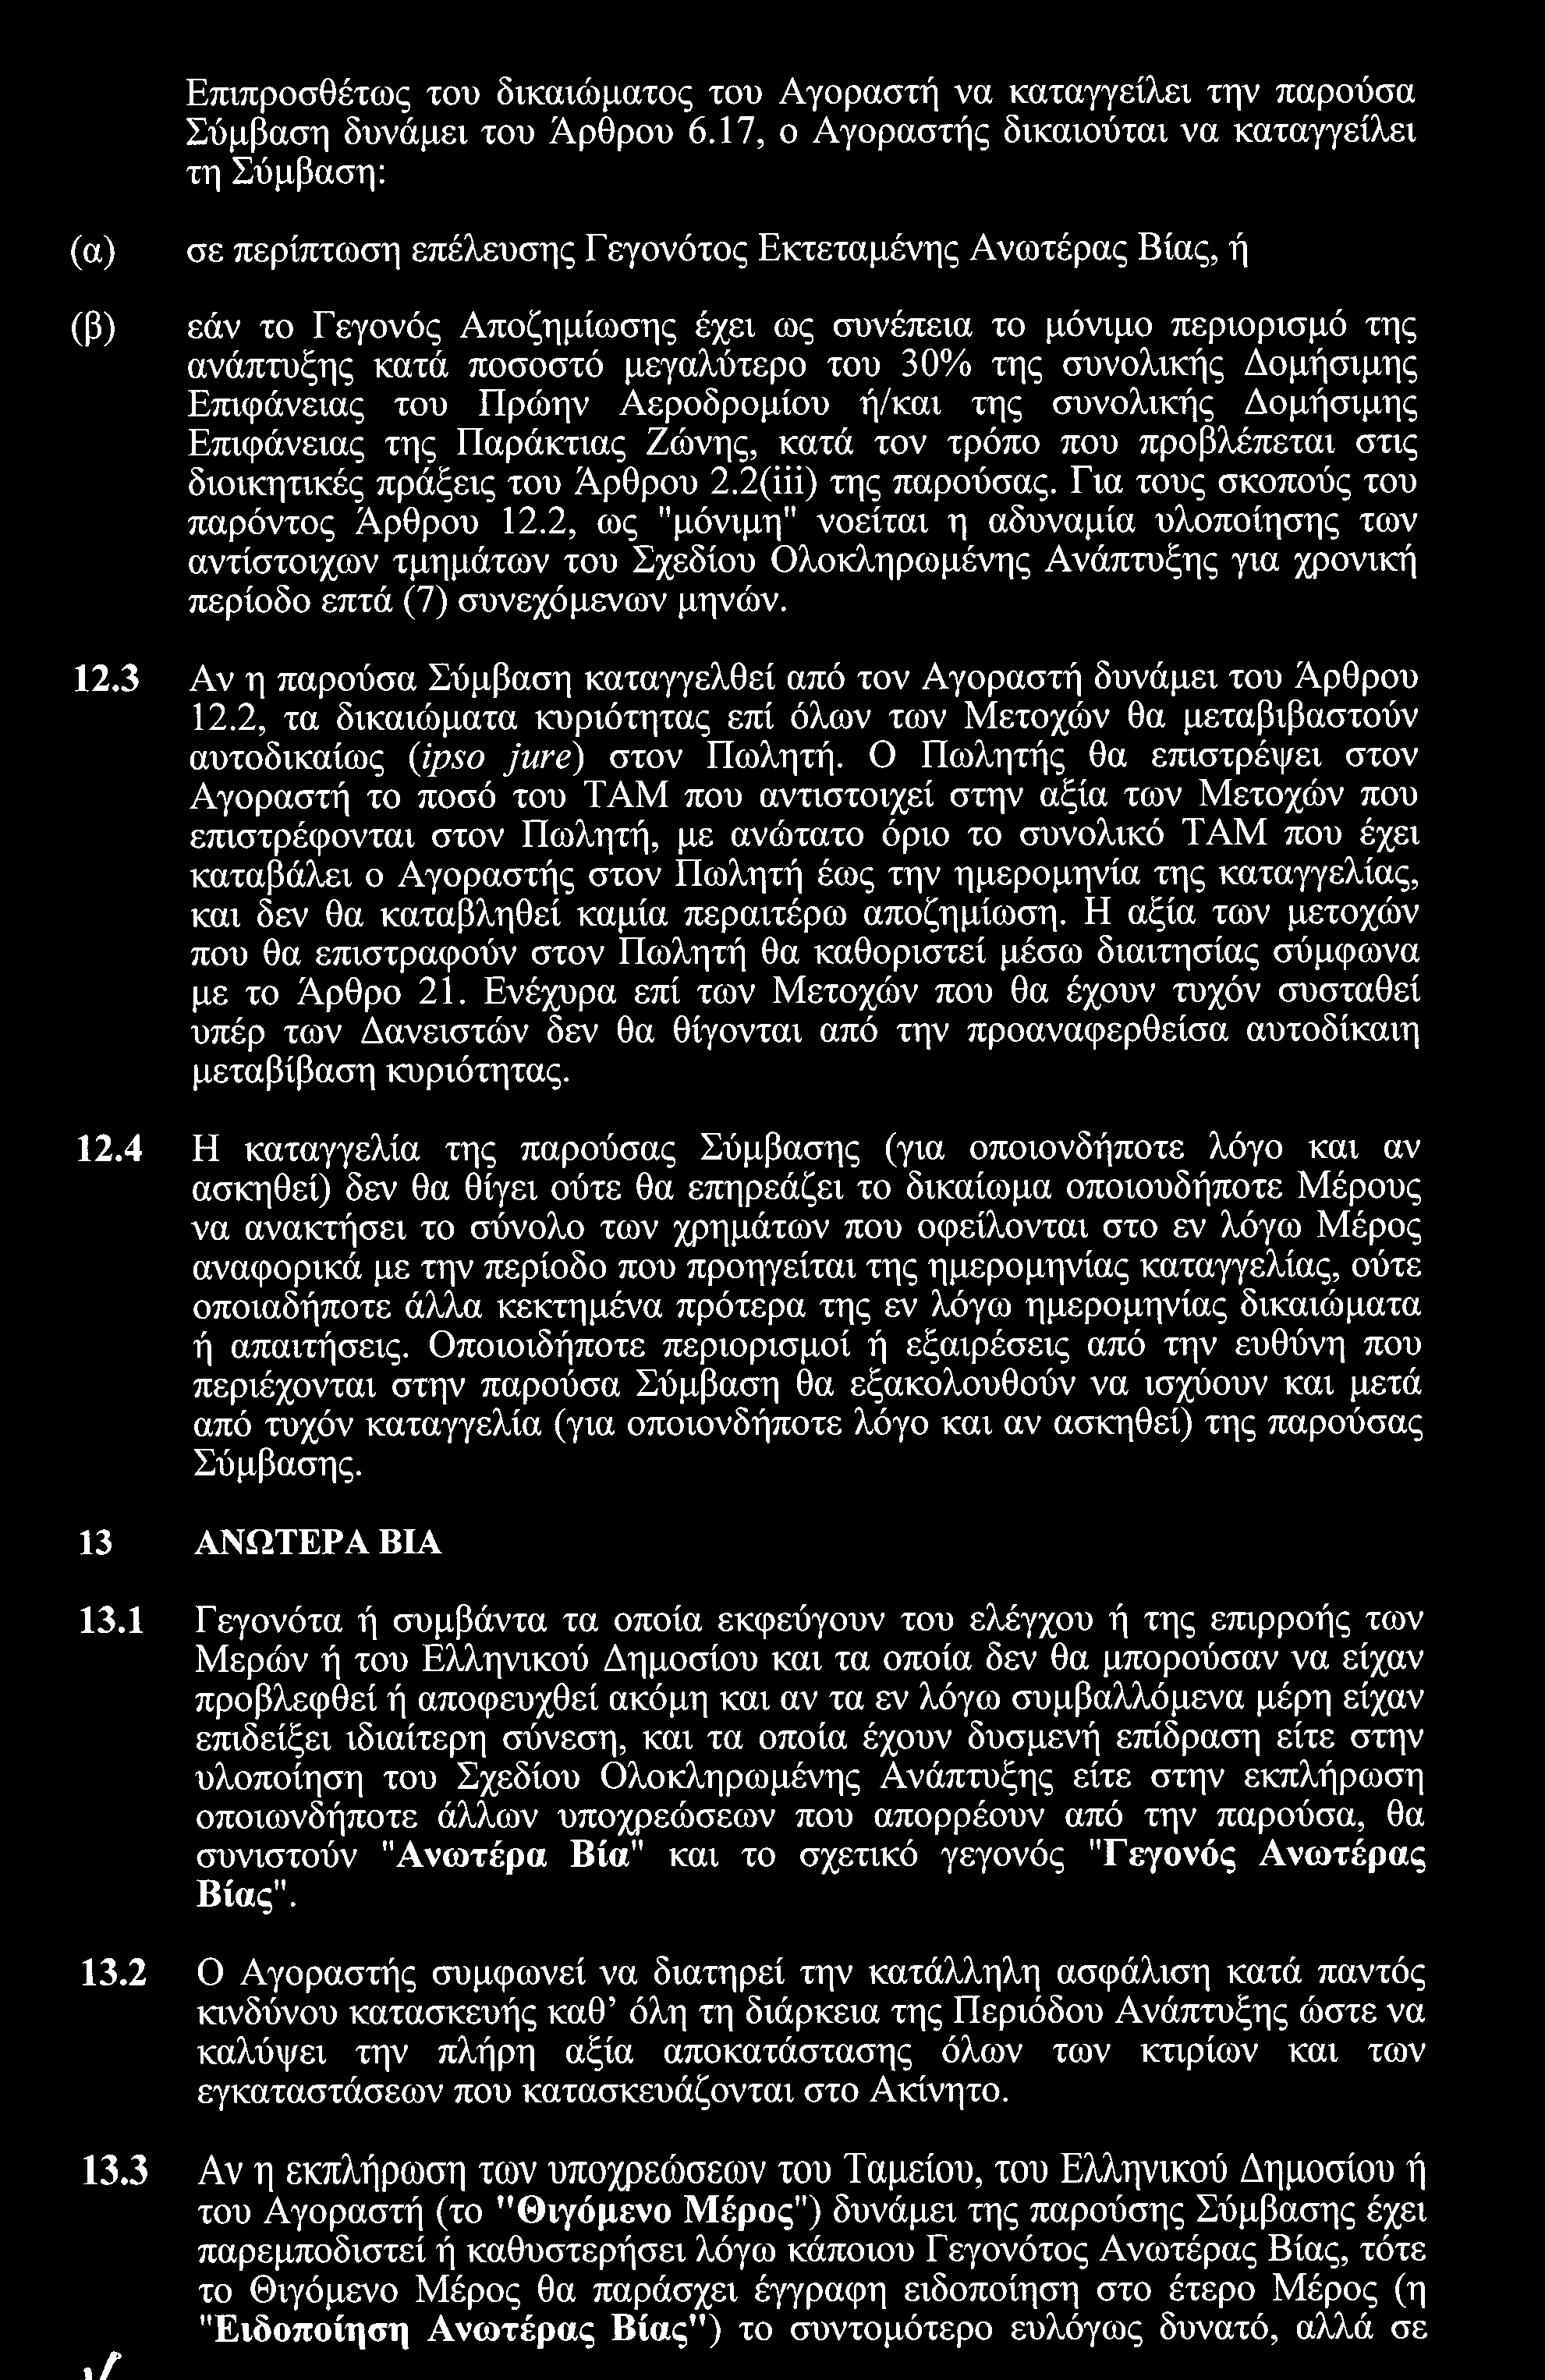 Επιπροσθέτως του δικαιώματος του Αγοραστή να καταγγείλει την παρούσα
Σύμβαση δυνάμει του Άρθρου 6.17, ο Αγοραστής δικαιούται να καταγγείλει
τη Σύμβαση:
(α) σε περίπτωση επέλευσης Γεγονότος Εκτεταμένης Ανωτέρας Βίας, ή
(β) εάν το Γεγονός Αποζημίωσης έχει ως συνέπεια το μόνιμο περιορισμό της
ανάπτυξης κατά ποσοστό μεγαλύτερο του 30% της συνολικής Δομήσιμης
Επιφάνειας του Πρώην Αεροδρομίου ή/και της συνολικής Δομήσιμης
Επιφάνειας της Παράκτιας Ζώνης, κατά τον τρόπο που προβλέπεται στις
διοικητικές πράξεις του Άρθρου 2.2(iii) της παρούσας. Για τους σκοπούς του
παρόντος Άρθρου 12.2, ως "μόνιμη" νοείται η αδυναμία υλοποίησης των
αντίστοιχων τμημάτων του Σχεδίου Ολοκληρωμένης Ανάπτυξης για χρονική
περίοδο επτά (7) συνεχόμενων μηνών.
12.3 Αν η παρούσα Σύμβαση καταγγελθεί από τον Αγοραστή δυνάμει του Άρθρου
12.2, τα δικαιώματα κυριότητας επί όλων των Μετοχών θα μεταβιβαστούν
αυτοδικαίως (ipso jure) στον Πωλητή. Ο Πωλητής θα επιστρέψει στον
Αγοραστή το ποσό του ΤΑΜ που αντιστοιχεί στην αξία των Μετοχών που
επιστρέφονται στον Πωλητή, με ανώτατο όριο το συνολικό ΤΑΜ που έχει
καταβάλει ο Αγοραστής στον Πωλητή έως την ημερομηνία της καταγγελίας,
και δεν θα καταβληθεί καμία περαιτέρω αποζημίωση. Η αξία των μετοχών
που θα επιστραφούν στον Πωλητή θα καθοριστεί μέσω διαιτησίας σύμφωνα
με το Άρθρο 21. Ενέχυρα επί των Μετοχών που θα έχουν τυχόν συσταθεί
υπέρ των Δανειστών δεν θα θίγονται από την προαναφερθείσα αυτοδίκαιη
μεταβίβαση κυριότητας.
12.4 Η καταγγελία της παρούσας Σύμβασης (για οποιονδήποτε λόγο και αν
ασκηθεί) δεν θα θίγει ούτε θα επηρεάζει το δικαίωμα οποιουδήποτε Μέρους
να ανακτήσει το σύνολο των χρημάτων που οφείλονται στο εν λόγω Μέρος
αναφορικά με την περίοδο που προηγείται της ημερομηνίας καταγγελίας, ούτε
οποιαδήποτε άλλα κεκτημένα πρότερα της εν λόγω ημερομηνίας δικαιώματα
ή απαιτήσεις. Οποιοιδήποτε περιορισμοί ή εξαιρέσεις από την ευθύνη που
περιέχονται στην παρούσα Σύμβαση θα εξακολουθούν να ισχύουν και μετά
από τυχόν καταγγελία (για οποιονδήποτε λόγο και αν ασκηθεί) της παρούσας
Σύμβασης.
13 ΑΝΩΤΕΡΑ ΒΙΑ
13.1 Γεγονότα ή συμβάντα τα οποία εκφεύγουν του ελέγχου ή της επιρροής των
Μερών ή του Ελληνικού Δημοσίου και τα οποία δεν θα μπορούσαν να είχαν
προβλεφθεί ή αποφευχθεί ακόμη και αν τα εν λόγω συμβαλλόμενα μέρη είχαν
επιδείξει ιδιαίτερη σύνεση, και τα οποία έχουν δυσμενή επίδραση είτε στην
υλοποίηση του Σχεδίου Ολοκληρωμένης Ανάπτυξης είτε στην εκπλήρωση
οποιωνδήποτε άλλων υποχρεώσεων που απορρέουν από την παρούσα, θα
συνιστούν "Ανωτέρα Βία" και το σχετικό γεγονός "Γεγονός Ανωτέρας
Βίας".
13.2 Ο Αγοραστής συμφωνεί να διατηρεί την κατάλληλη ασφάλιση κατά παντός
κινδύνου κατασκευής καθ’ όλη τη διάρκεια της Περιόδου Ανάπτυξης ώστε να
καλύψει την πλήρη αξία αποκατάστασης όλων των κτιρίων και των
εγκαταστάσεων που κατασκευάζονται στο Ακίνητο.
13.3 Αν η εκπλήρωση των υποχρεώσεων του Ταμείου, του Ελληνικού Δημοσίου ή
του Αγοραστή (το "Θιγόμενο Μέρος") δυνάμει της παρούσης Σύμβασης έχει
παρεμποδιστεί ή καθυστερήσει λόγω κάποιου Γεγονότος Ανωτέρας Βίας, τότε
το Θιγόμενο Μέρος θα παράσχει έγγραφη ειδοποίηση στο έτερο Μέρος (η
"Ειδοποίηση Ανωτέρας Βίας") το συντομότερο ευλόγως δυνατό, αλλά σε